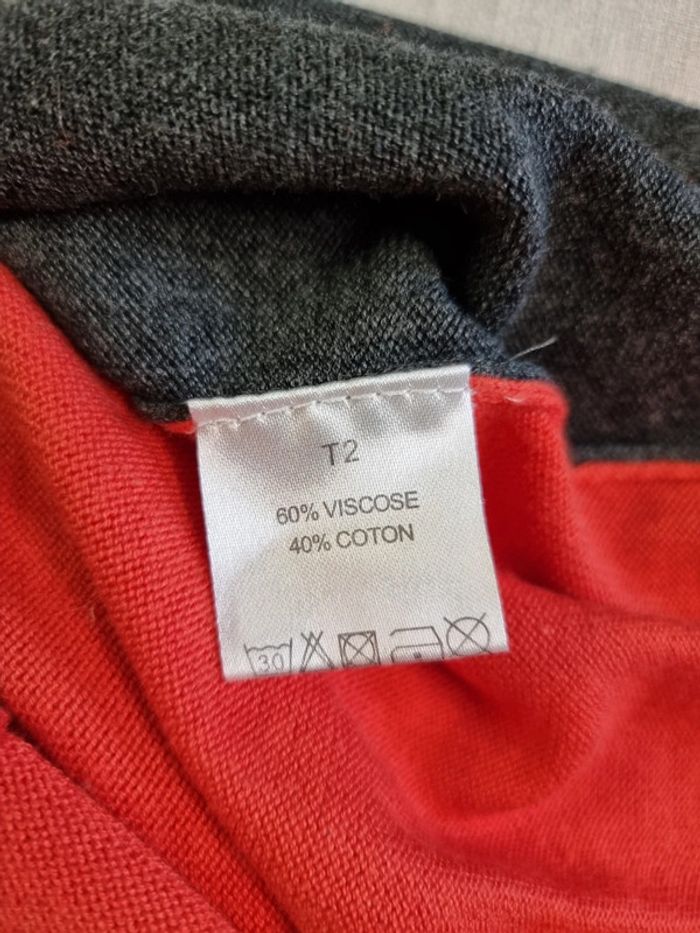 T2
60% VISCOSE
40% COTON
30